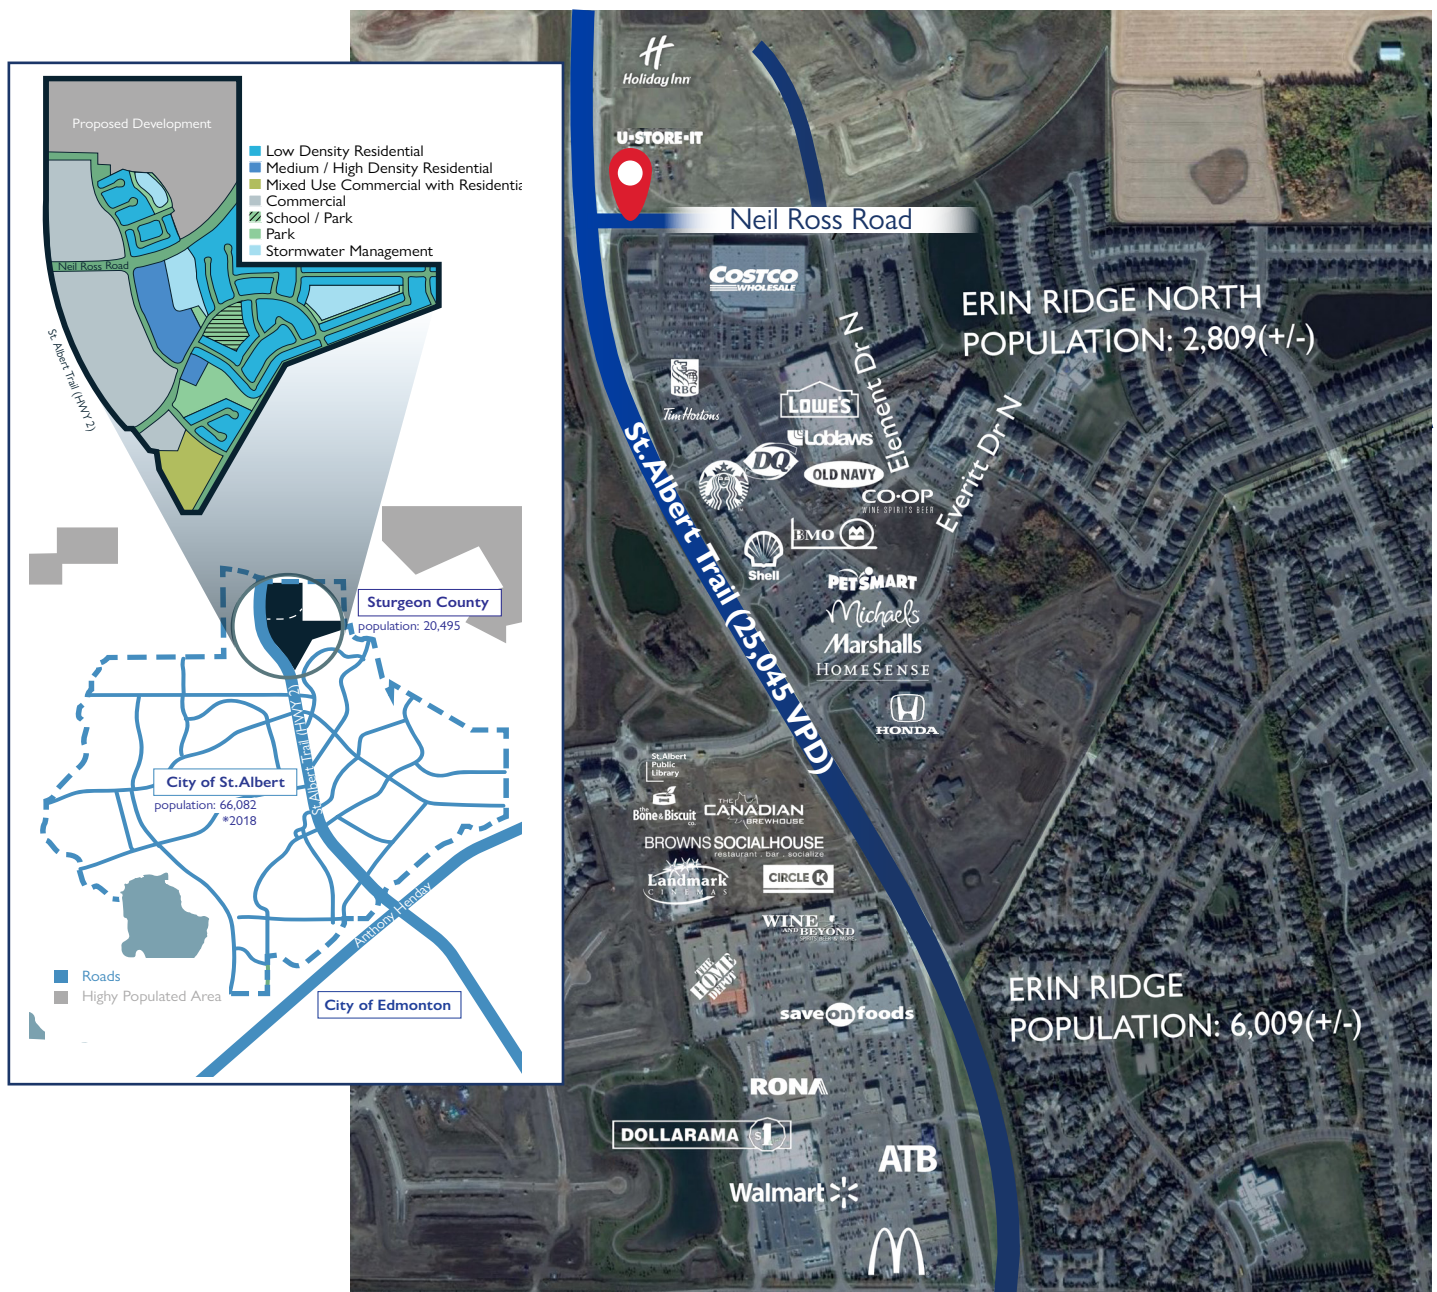 Proposed Development
Low Density Residential
Medium / High Density Residential
Mixed Use Commercial with Residentia
Commercial
School / Park
Park
Stormwater Management
Neil Ross Road
St. Albert Trail (HWY 2)
Sturgeon County
population: 20,495
St.Albert Trail (HWY 2)
City of St.Albert
population: 66,082
*2018
Anthony Henday
City of Edmonton
Roads
Highy Populated Area
H
Holiday Inn
U-STORE-IT
Neil Ross Road
COSTCO
WHOLESALE
ERIN RIDGE NORTH
POPULATION: 2,809(+/-)
Element Dr N
Everitt Dr N
RBC
Tim Hortons
LOWE'S
Loblaws
DQ
OLD NAVY
CO-OP
WINE SPIRITS BEER
BMO
Shell
PETSMART
Michaels
Marshalls
HOMESENSE
HONDA
St.Albert Trail (25,045 VPD)
St.Albert
Public
Library
the
Bone & Biscuit
co.
THE
CANADIAN
BREWHOUSE
BROWNS SOCIALHOUSE
restaurant . bar . socialize
Landmark
CINEMAS
CIRCLE K
WINE
AND BEYOND
THE
HOME
DEPOT
save on foods
ERIN RIDGE
POPULATION: 6,009(+/-)
RONA
DOLLARAMA $1
ATB
Walmart